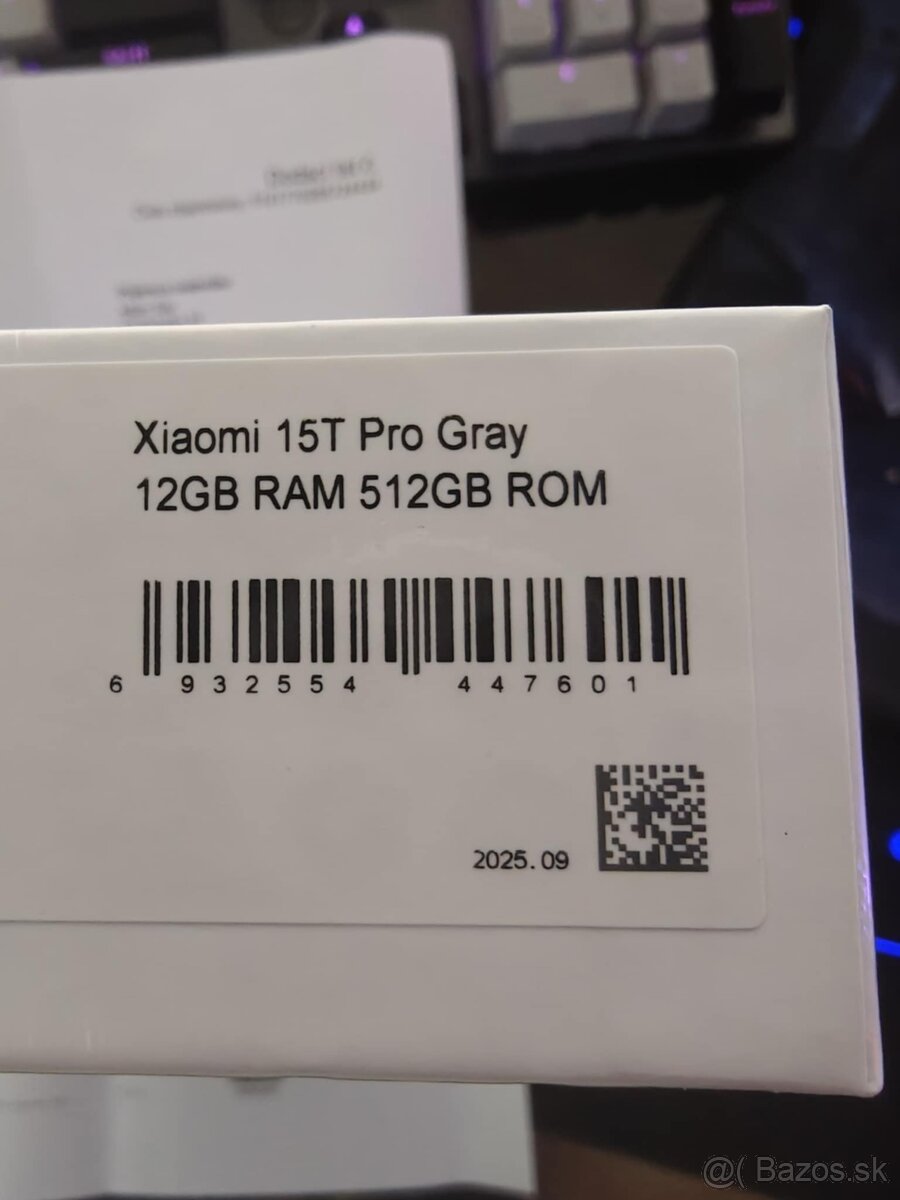 Xiaomi 15T Pro Gray
12GB RAM 512GB ROM
6 932554 447601
2025.09
@( Bazos.sk